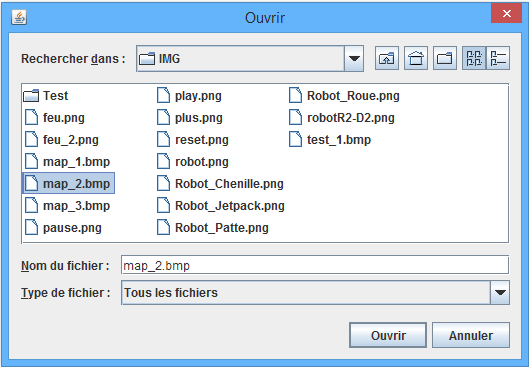 Ouvrir
Rechercher dans : IMG
Test
feu.png
feu_2.png
map_1.bmp
map_2.bmp
map_3.bmp
pause.png
play.png
plus.png
reset.png
robot.png
Robot_Chenille.png
Robot_Jetpack.png
Robot_Patte.png
Robot_Roue.png
robotR2-D2.png
test_1.bmp
Nom du fichier : map_2.bmp
Type de fichier : Tous les fichiers
Ouvrir Annuler